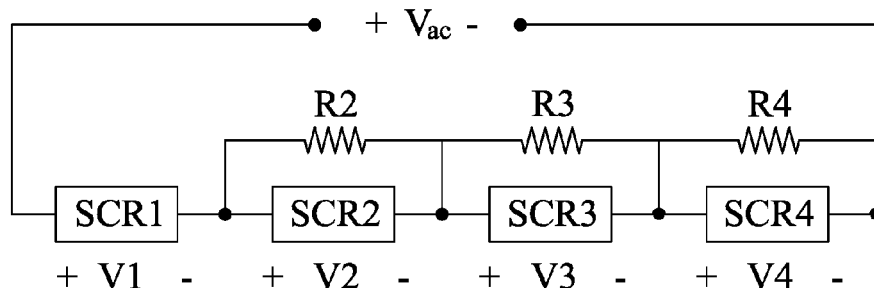 + Vac -
R2 R3 R4
SCR1 SCR2 SCR3 SCR4
+ V1 - + V2 - + V3 - + V4 -